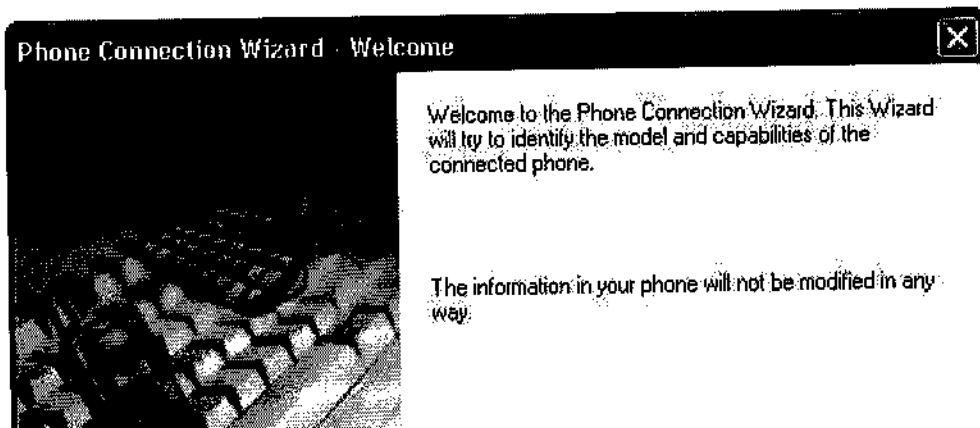 Phone Connection Wizard - Welcome
Welcome to the Phone Connection Wizard. This Wizard
will try to identify the model and capabilities of the
connected phone.
The information in your phone will not be modified in any
way.